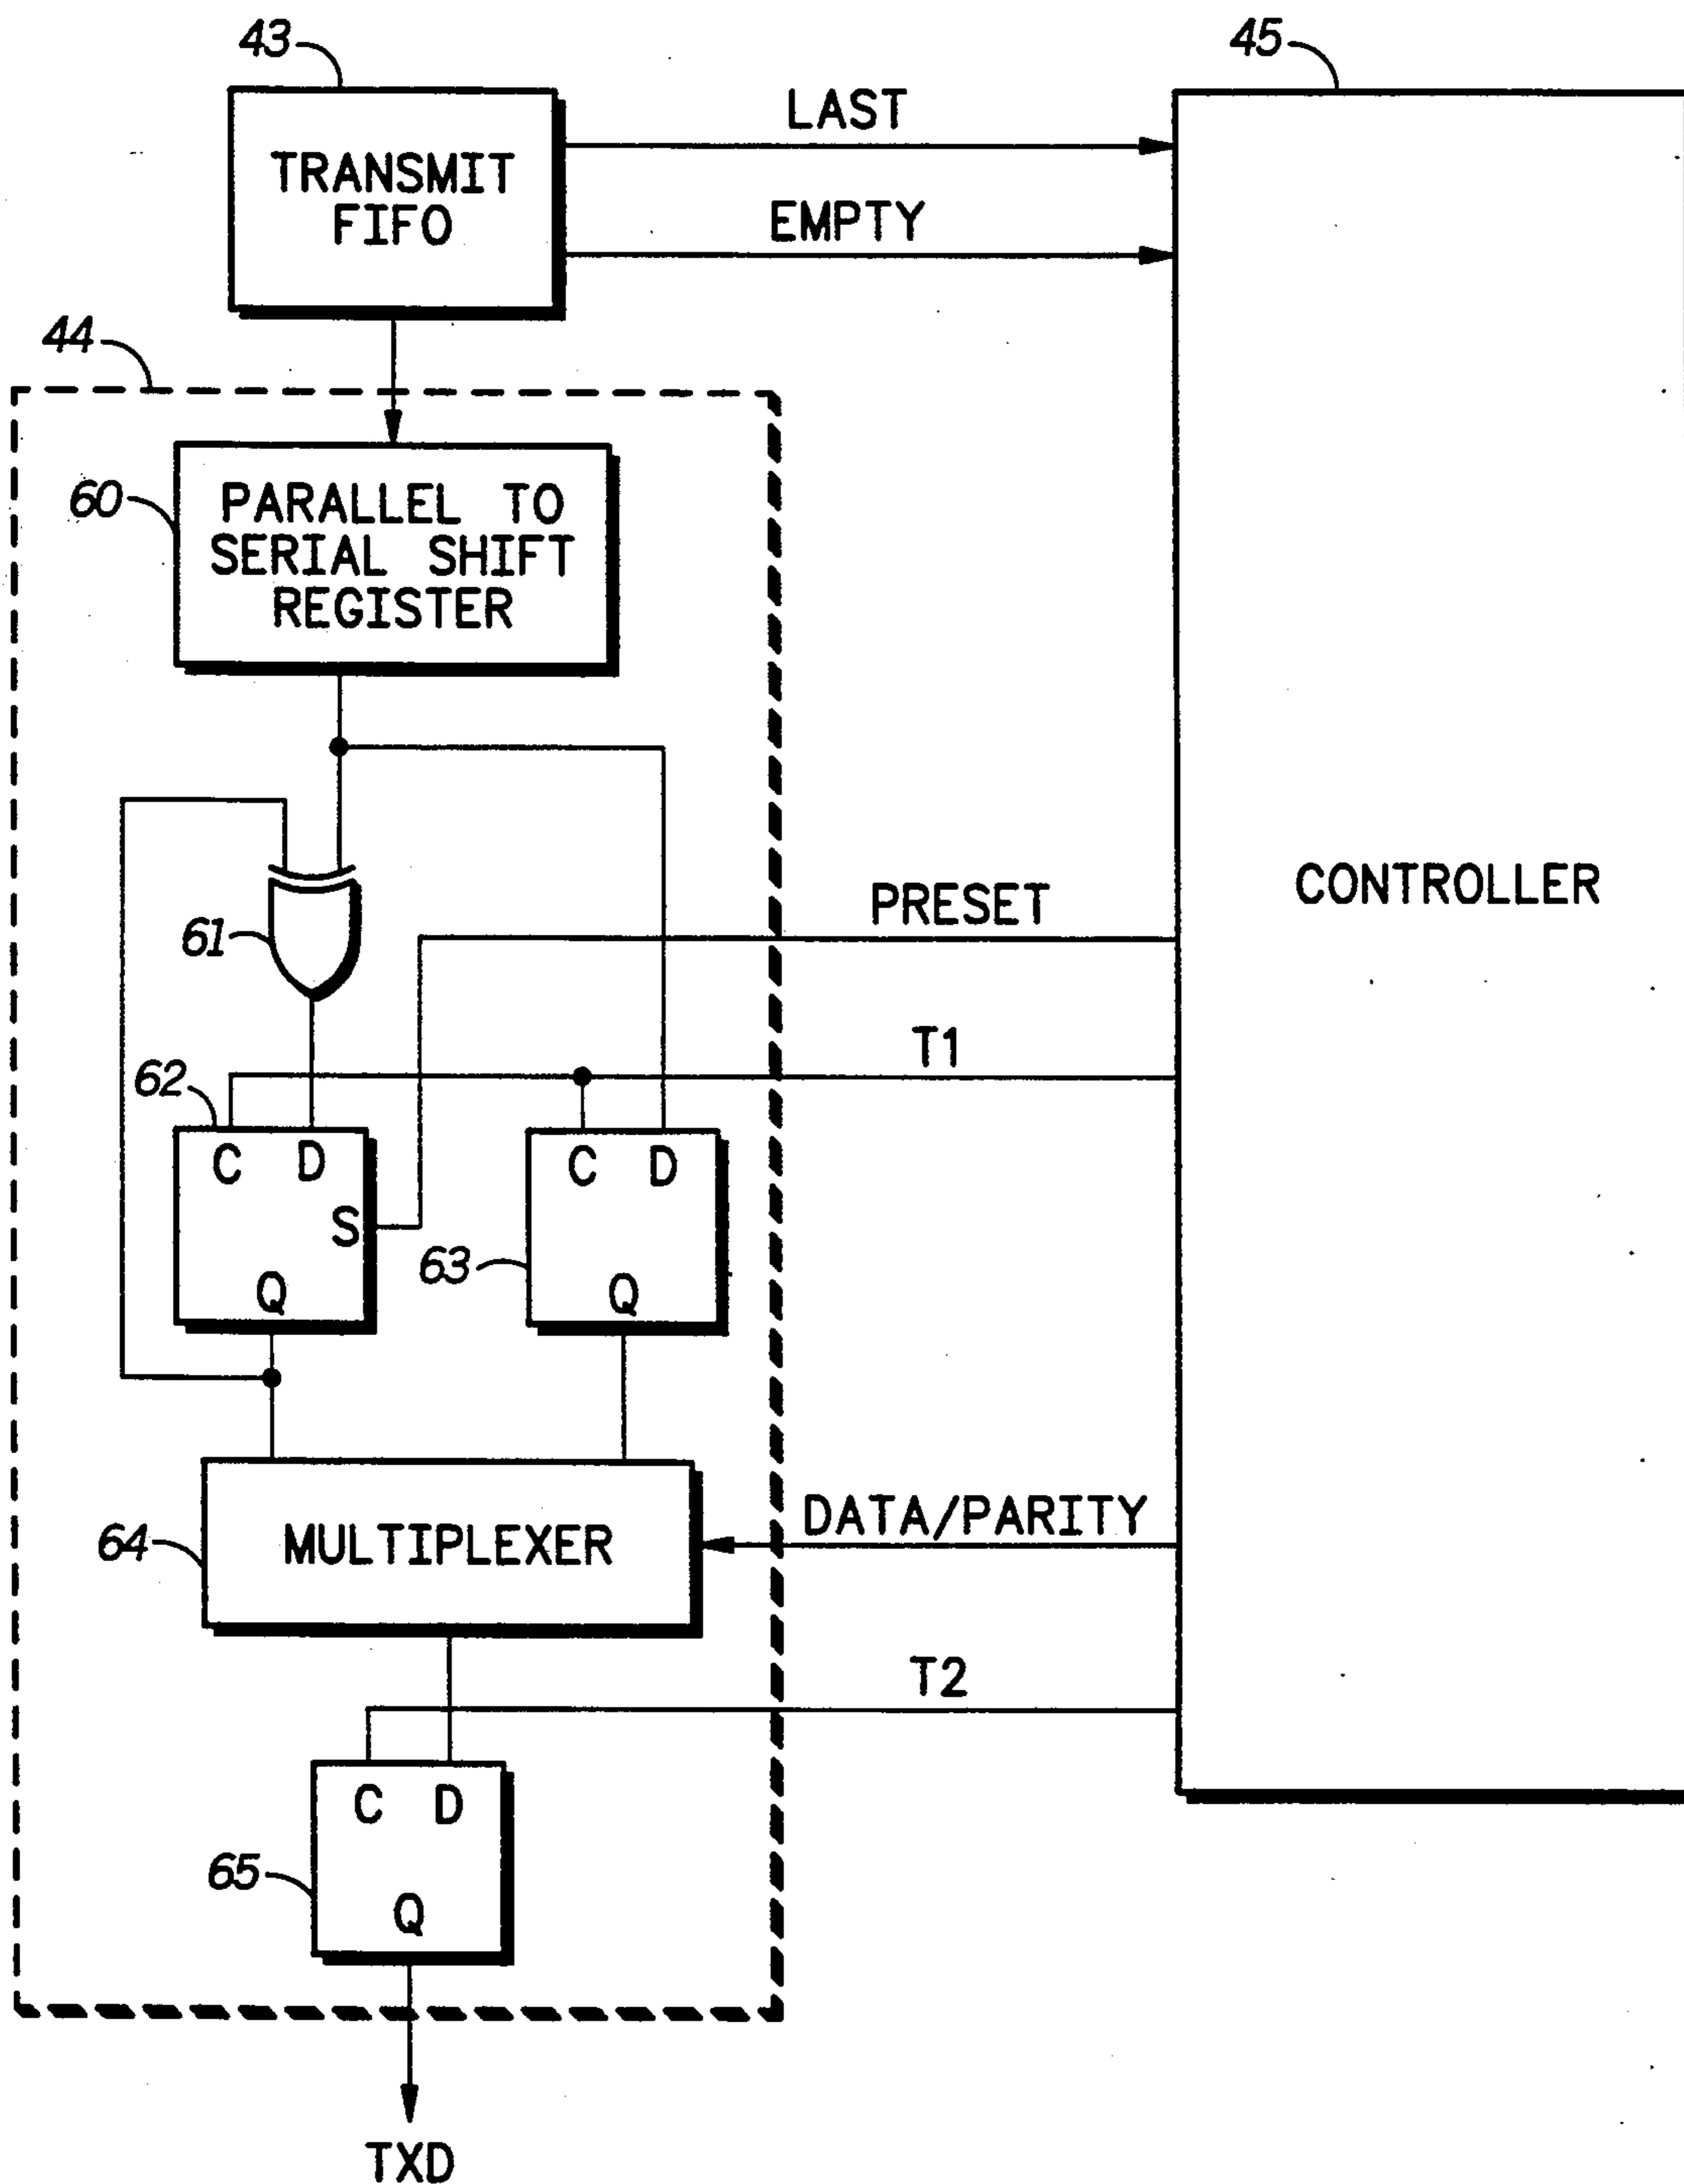 43
45
LAST
TRANSMIT
FIFO
EMPTY
44
60
PARALLEL TO
SERIAL SHIFT
REGISTER
CONTROLLER
PRESET
61
T1
62
C D
S
Q
C D
63
Q
DATA/PARITY
64
MULTIPLEXER
T2
C D
65
Q
TXD